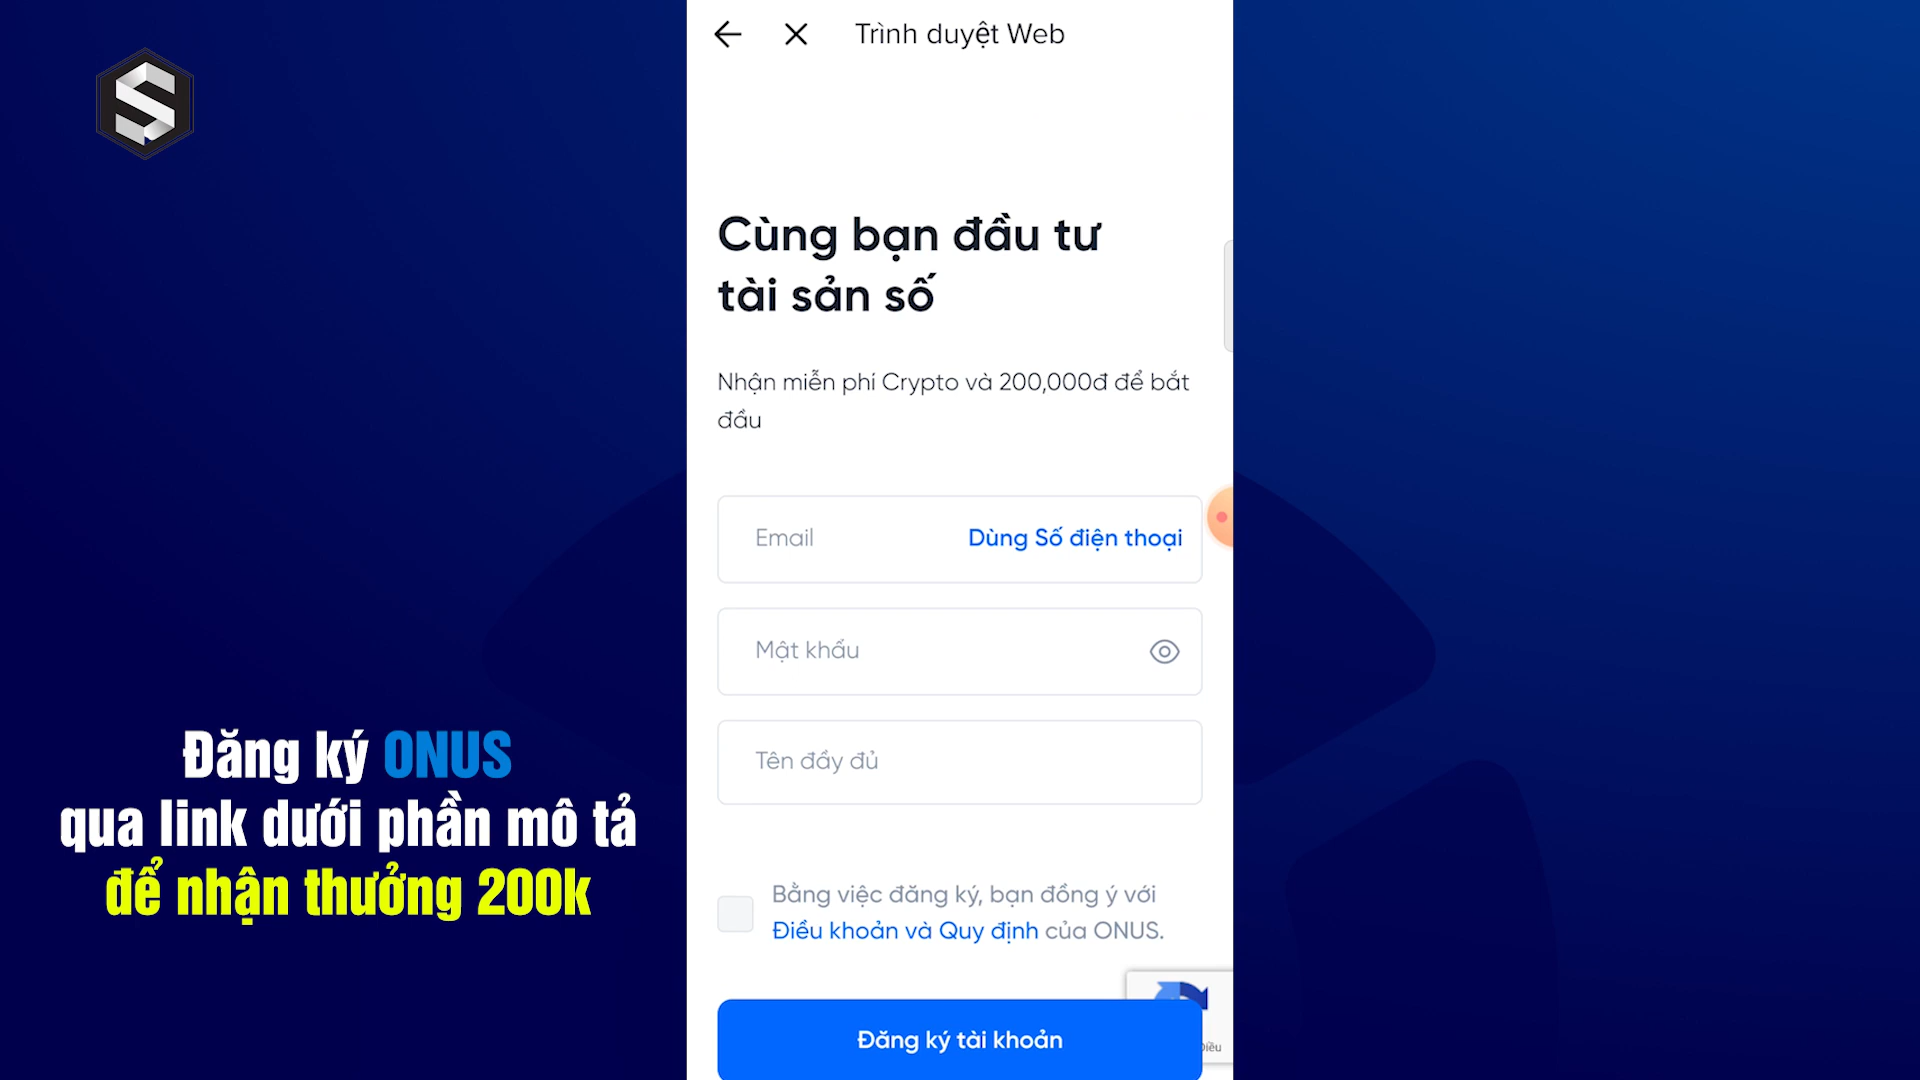 Trình duyệt Web
Cùng bạn đầu tư
tài sản số
Nhận miễn phí Crypto và 200,000đ để bắt
đầu
Email
Dùng Số điện thoại
Mật khẩu
Tên đầy đủ
Bằng việc đăng ký, bạn đồng ý với
Điều khoản và Quy định của ONUS.
Đăng ký tài khoản
Đăng ký ONUS
qua link dưới phần mô tả
để nhận thưởng 200k